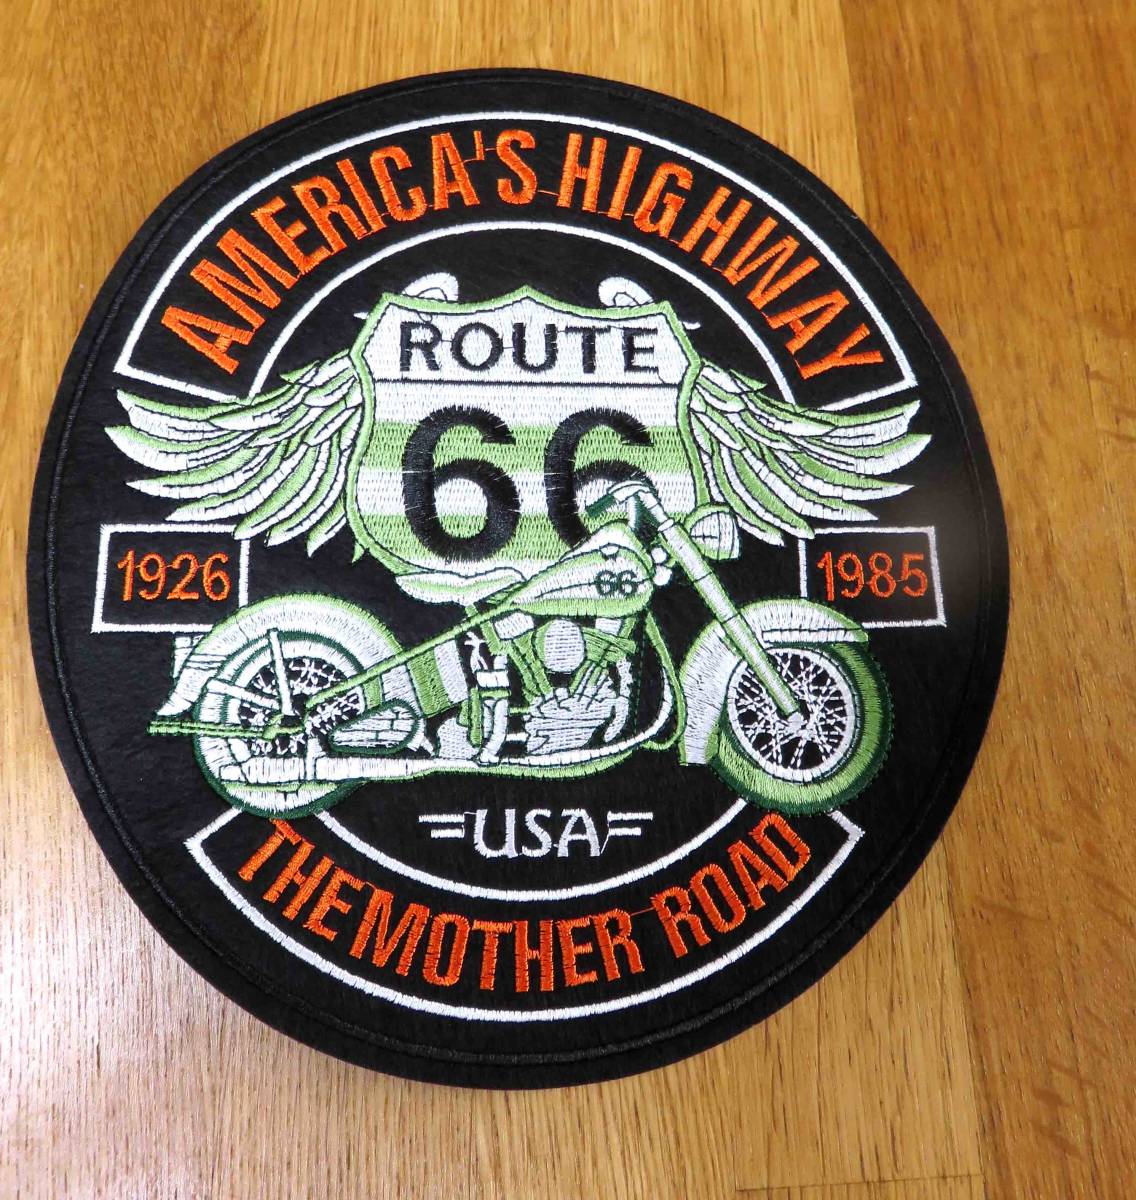 AMERICA'S HIGHWAY
ROUTE
66
1926
1985
66
USA
THE MOTHER ROAD